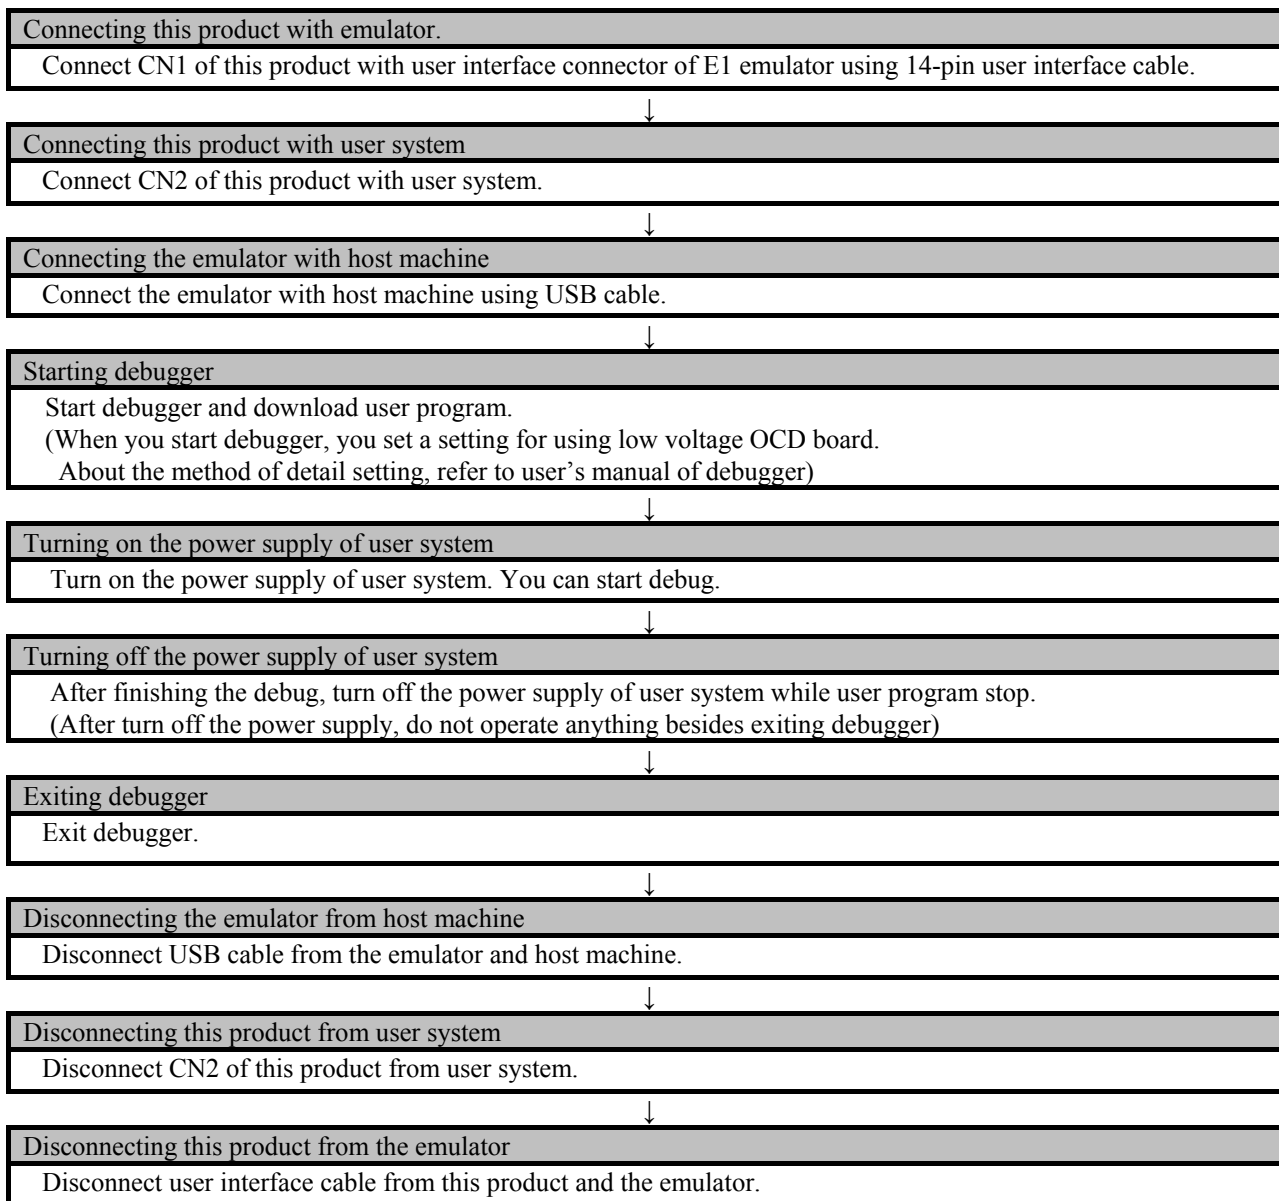 Connecting this product with emulator.
Connect CN1 of this product with user interface connector of E1 emulator using 14-pin user interface cable.
↓
Connecting this product with user system
Connect CN2 of this product with user system.
↓
Connecting the emulator with host machine
Connect the emulator with host machine using USB cable.
↓
Starting debugger
Start debugger and download user program.
(When you start debugger, you set a setting for using low voltage OCD board.
About the method of detail setting, refer to user's manual of debugger)
↓
Turning on the power supply of user system
Turn on the power supply of user system. You can start debug.
↓
Turning off the power supply of user system
After finishing the debug, turn off the power supply of user system while user program stop.
(After turn off the power supply, do not operate anything besides exiting debugger)
↓
Exiting debugger
Exit debugger.
↓
Disconnecting the emulator from host machine
Disconnect USB cable from the emulator and host machine.
↓
Disconnecting this product from user system
Disconnect CN2 of this product from user system.
↓
Disconnecting this product from the emulator
Disconnect user interface cable from this product and the emulator.